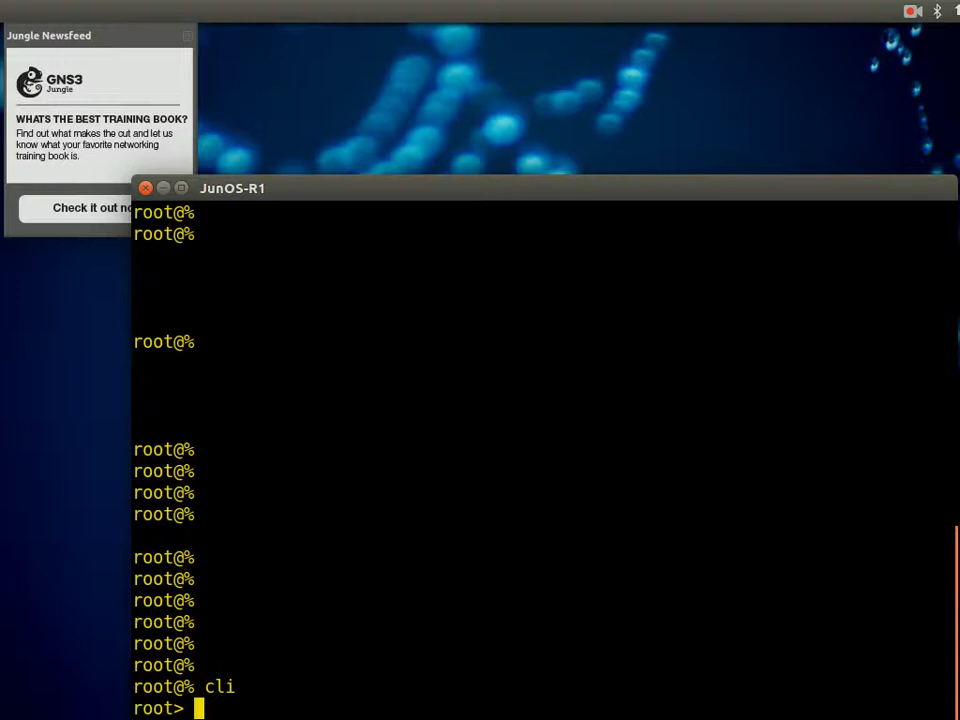 Jungle Newsfeed
GNS3
Jungle
WHATS THE BEST TRAINING BOOK?
Find out what makes the cut and let us
know what your favorite networking
training book is.
Check it out no
JunOS-R1
root@%
root@%
root@%
root@%
root@%
root@%
root@%
root@%
root@%
root@%
root@%
root@%
root@%
root@% cli
root>